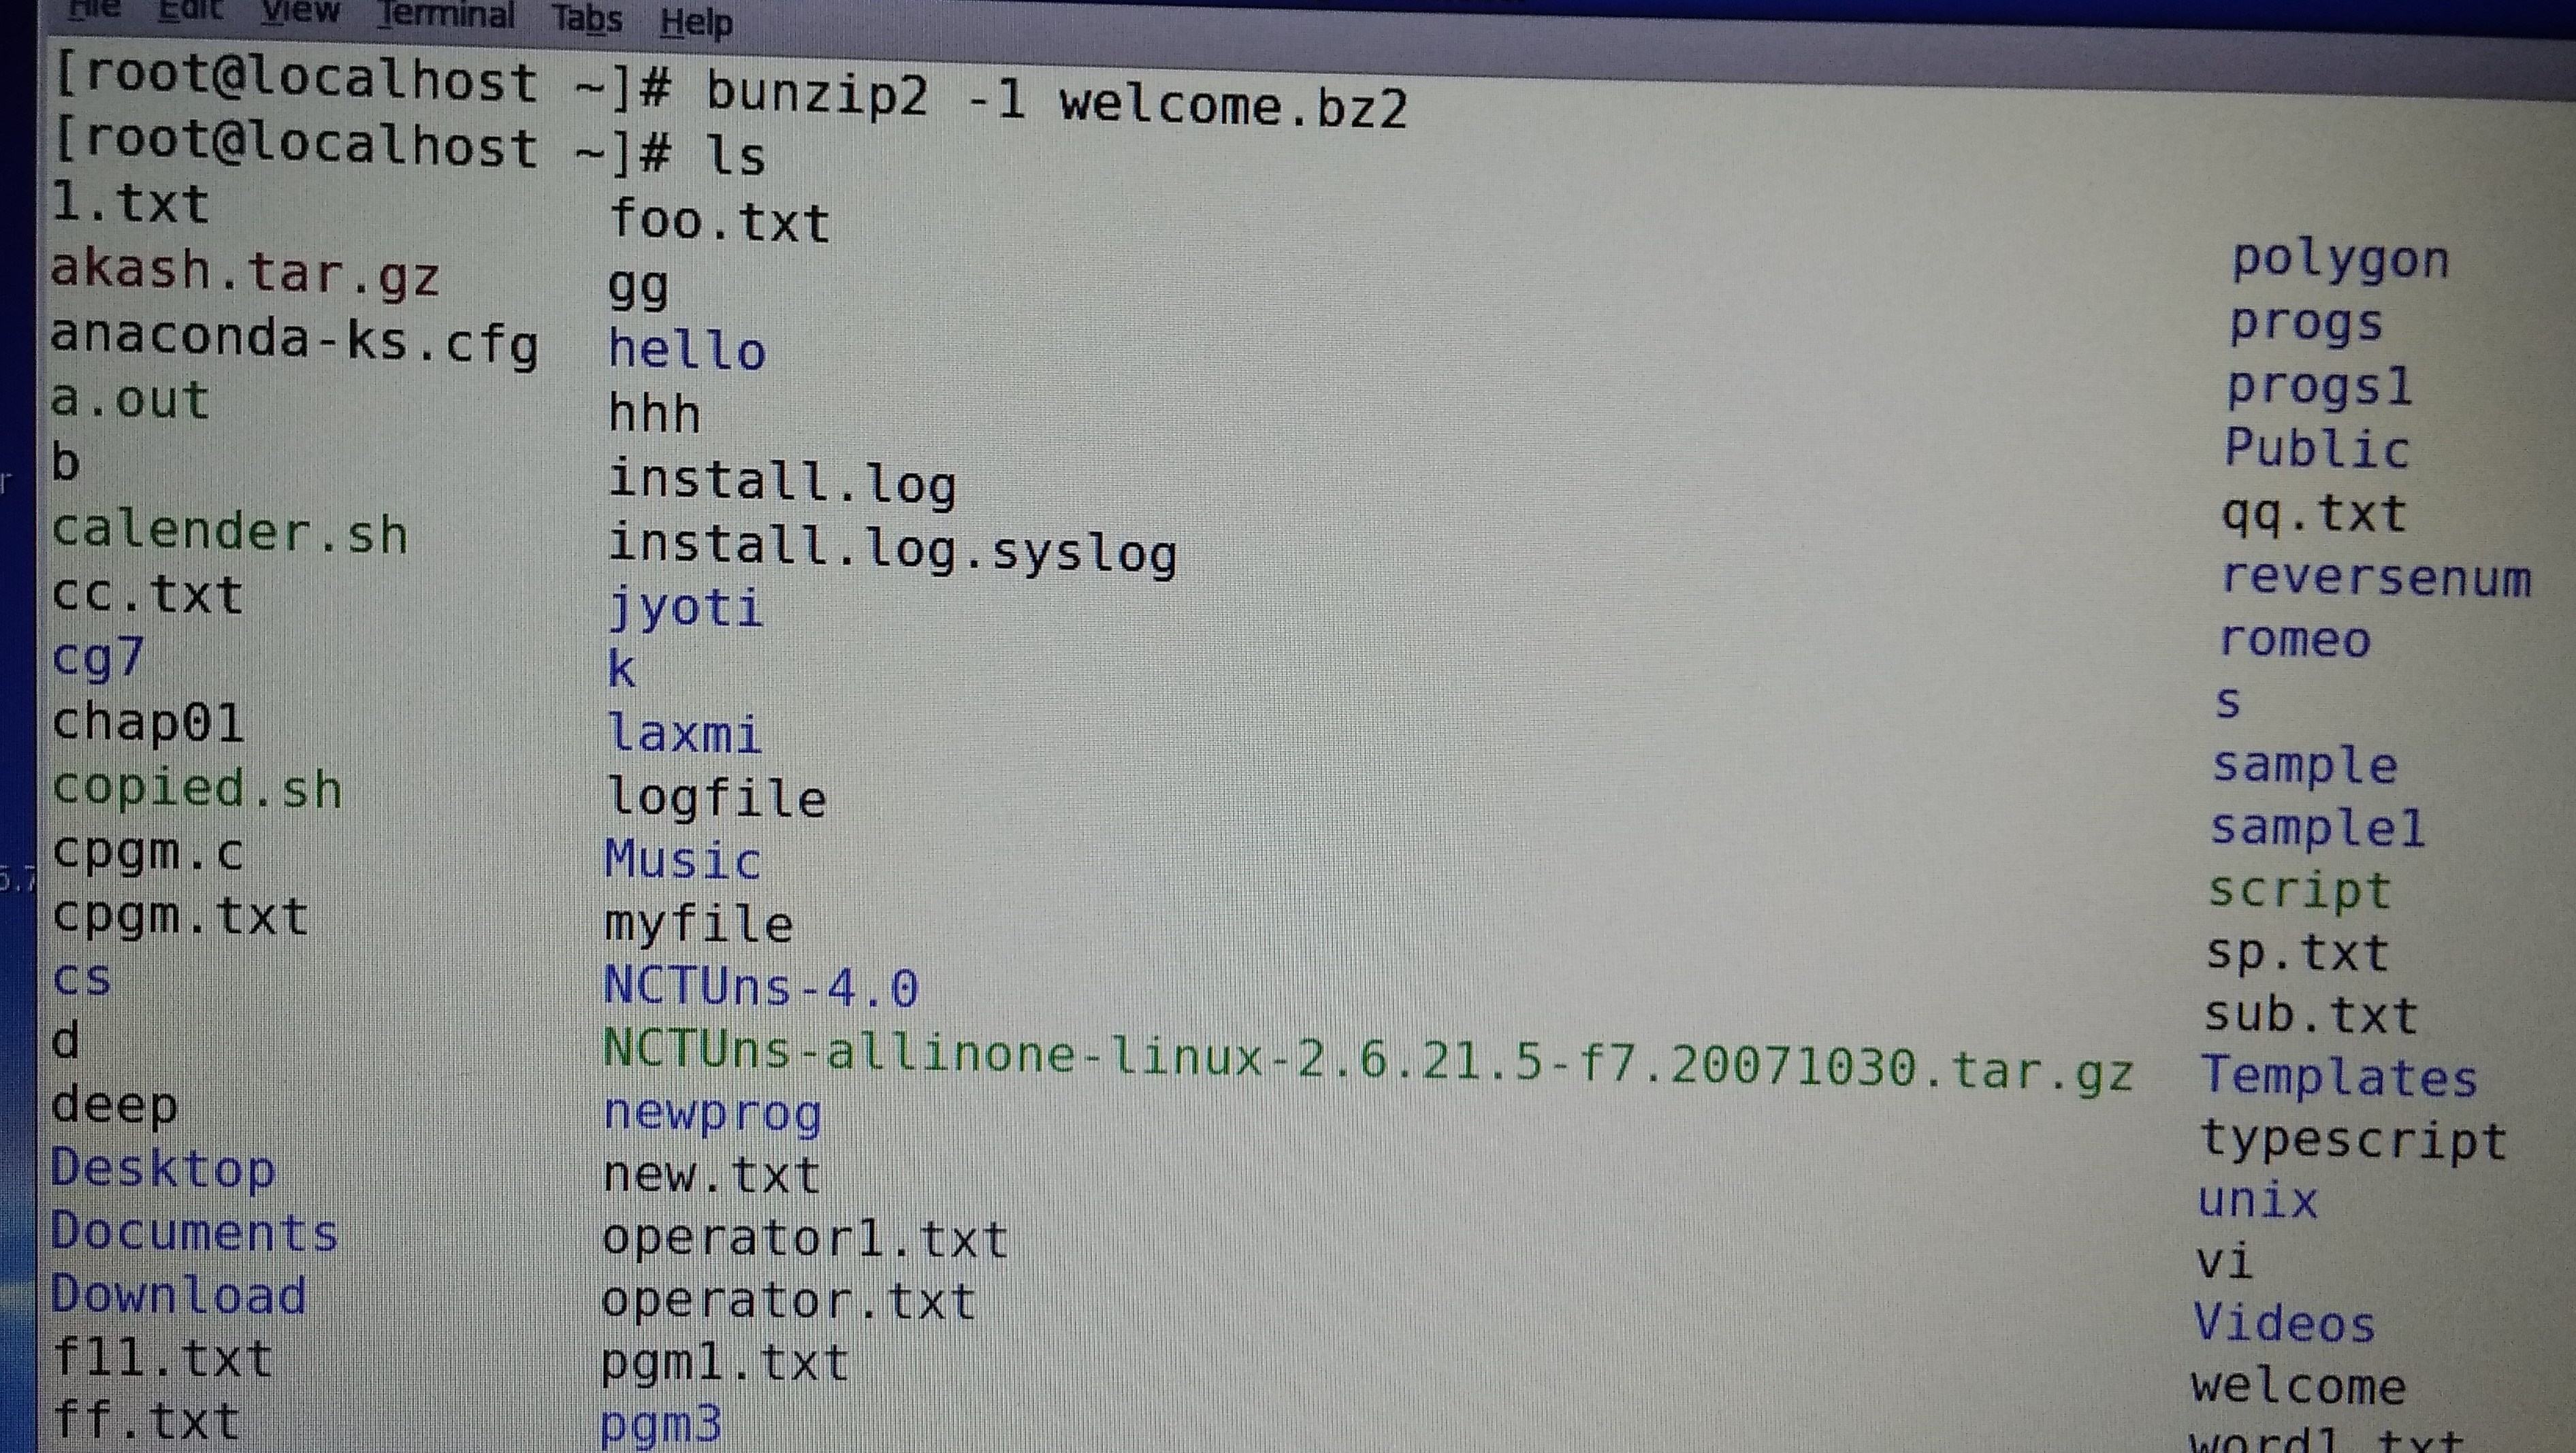 File Edit View Terminal Tabs Help
[root@localhost ~]# bunzip2 -1 welcome.bz2
[root@localhost ~]# ls
1.txt foo.txt polygon
akash.tar.gz gg progs
anaconda-ks.cfg hello progs1
a.out hhh Public
b install.log qq.txt
calender.sh install.log.syslog reversenum
cc.txt jyoti romeo
cg7 k s
chap01 laxmi sample
copied.sh logfile sample1
cpgm.c Music script
cpgm.txt myfile sp.txt
cs NCTUns-4.0 sub.txt
d NCTUns-allinone-linux-2.6.21.5-f7.20071030.tar.gz Templates
deep newprog typescript
Desktop new.txt unix
Documents operator1.txt vi
Download operator.txt Videos
f11.txt pgm1.txt welcome
ff.txt pgm3 word1.txt